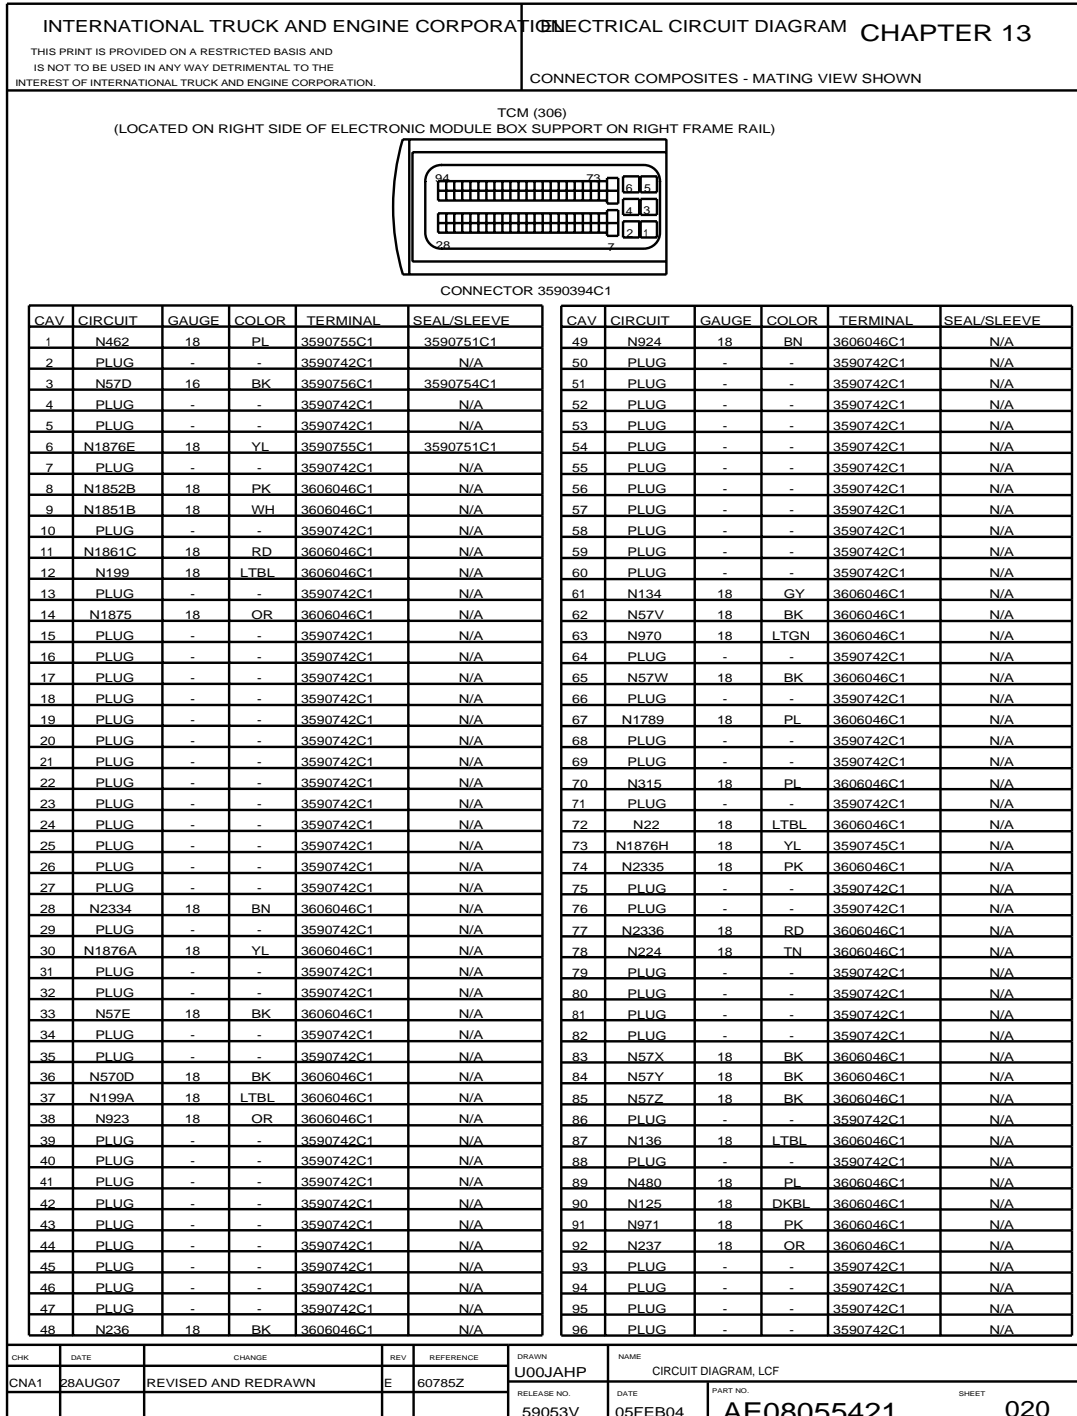 INTERNATIONAL TRUCK AND ENGINE CORPORATION
THIS PRINT IS PROVIDED ON A RESTRICTED BASIS AND
IS NOT TO BE USED IN ANY WAY DETRIMENTAL TO THE
INTEREST OF INTERNATIONAL TRUCK AND ENGINE CORPORATION.
ELECTRICAL CIRCUIT DIAGRAM CHAPTER 13
CONNECTOR COMPOSITES - MATING VIEW SHOWN
TCM (306)
(LOCATED ON RIGHT SIDE OF ELECTRONIC MODULE BOX SUPPORT ON RIGHT FRAME RAIL)
94 73 6 5
4 3
2 1
28 7
CONNECTOR 3590394C1
CAV CIRCUIT GAUGE COLOR TERMINAL SEAL/SLEEVE
1 N462 18 PL 3590755C1 3590751C1
2 PLUG - - 3590742C1 N/A
3 N57D 16 BK 3590756C1 3590754C1
4 PLUG - - 3590742C1 N/A
5 PLUG - - 3590742C1 N/A
6 N1876E 18 YL 3590755C1 3590751C1
7 PLUG - - 3590742C1 N/A
8 N1852B 18 PK 3606046C1 N/A
9 N1851B 18 WH 3606046C1 N/A
10 PLUG - - 3590742C1 N/A
11 N1861C 18 RD 3606046C1 N/A
12 N199 18 LTBL 3606046C1 N/A
13 PLUG - - 3590742C1 N/A
14 N1875 18 OR 3606046C1 N/A
15 PLUG - - 3590742C1 N/A
16 PLUG - - 3590742C1 N/A
17 PLUG - - 3590742C1 N/A
18 PLUG - - 3590742C1 N/A
19 PLUG - - 3590742C1 N/A
20 PLUG - - 3590742C1 N/A
21 PLUG - - 3590742C1 N/A
22 PLUG - - 3590742C1 N/A
23 PLUG - - 3590742C1 N/A
24 PLUG - - 3590742C1 N/A
25 PLUG - - 3590742C1 N/A
26 PLUG - - 3590742C1 N/A
27 PLUG - - 3590742C1 N/A
28 N2334 18 BN 3606046C1 N/A
29 PLUG - - 3590742C1 N/A
30 N1876A 18 YL 3606046C1 N/A
31 PLUG - - 3590742C1 N/A
32 PLUG - - 3590742C1 N/A
33 N57E 18 BK 3606046C1 N/A
34 PLUG - - 3590742C1 N/A
35 PLUG - - 3590742C1 N/A
36 N570D 18 BK 3606046C1 N/A
37 N199A 18 LTBL 3606046C1 N/A
38 N923 18 OR 3606046C1 N/A
39 PLUG - - 3590742C1 N/A
40 PLUG - - 3590742C1 N/A
41 PLUG - - 3590742C1 N/A
42 PLUG - - 3590742C1 N/A
43 PLUG - - 3590742C1 N/A
44 PLUG - - 3590742C1 N/A
45 PLUG - - 3590742C1 N/A
46 PLUG - - 3590742C1 N/A
47 PLUG - - 3590742C1 N/A
48 N236 18 BK 3606046C1 N/A
CAV CIRCUIT GAUGE COLOR TERMINAL SEAL/SLEEVE
49 N924 18 BN 3606046C1 N/A
50 PLUG - - 3590742C1 N/A
51 PLUG - - 3590742C1 N/A
52 PLUG - - 3590742C1 N/A
53 PLUG - - 3590742C1 N/A
54 PLUG - - 3590742C1 N/A
55 PLUG - - 3590742C1 N/A
56 PLUG - - 3590742C1 N/A
57 PLUG - - 3590742C1 N/A
58 PLUG - - 3590742C1 N/A
59 PLUG - - 3590742C1 N/A
60 PLUG - - 3590742C1 N/A
61 N134 18 GY 3606046C1 N/A
62 N57V 18 BK 3606046C1 N/A
63 N970 18 LTGN 3606046C1 N/A
64 PLUG - - 3590742C1 N/A
65 N57W 18 BK 3606046C1 N/A
66 PLUG - - 3590742C1 N/A
67 N1789 18 PL 3606046C1 N/A
68 PLUG - - 3590742C1 N/A
69 PLUG - - 3590742C1 N/A
70 N315 18 PL 3606046C1 N/A
71 PLUG - - 3590742C1 N/A
72 N22 18 LTBL 3606046C1 N/A
73 N1876H 18 YL 3590745C1 N/A
74 N2335 18 PK 3606046C1 N/A
75 PLUG - - 3590742C1 N/A
76 PLUG - - 3590742C1 N/A
77 N2336 18 RD 3606046C1 N/A
78 N224 18 TN 3606046C1 N/A
79 PLUG - - 3590742C1 N/A
80 PLUG - - 3590742C1 N/A
81 PLUG - - 3590742C1 N/A
82 PLUG - - 3590742C1 N/A
83 N57X 18 BK 3606046C1 N/A
84 N57Y 18 BK 3606046C1 N/A
85 N57Z 18 BK 3606046C1 N/A
86 PLUG - - 3590742C1 N/A
87 N136 18 LTBL 3606046C1 N/A
88 PLUG - - 3590742C1 N/A
89 N480 18 PL 3606046C1 N/A
90 N125 18 DKBL 3606046C1 N/A
91 N971 18 PK 3606046C1 N/A
92 N237 18 OR 3606046C1 N/A
93 PLUG - - 3590742C1 N/A
94 PLUG - - 3590742C1 N/A
95 PLUG - - 3590742C1 N/A
96 PLUG - - 3590742C1 N/A
CHK DATE CHANGE REV REFERENCE
CNA1 28AUG07 REVISED AND REDRAWN E 60785Z
DRAWN U00JAHP
NAME CIRCUIT DIAGRAM, LCF
RELEASE NO. 59053V
DATE 05FEB04
PART NO. AE08055421
SHEET 020